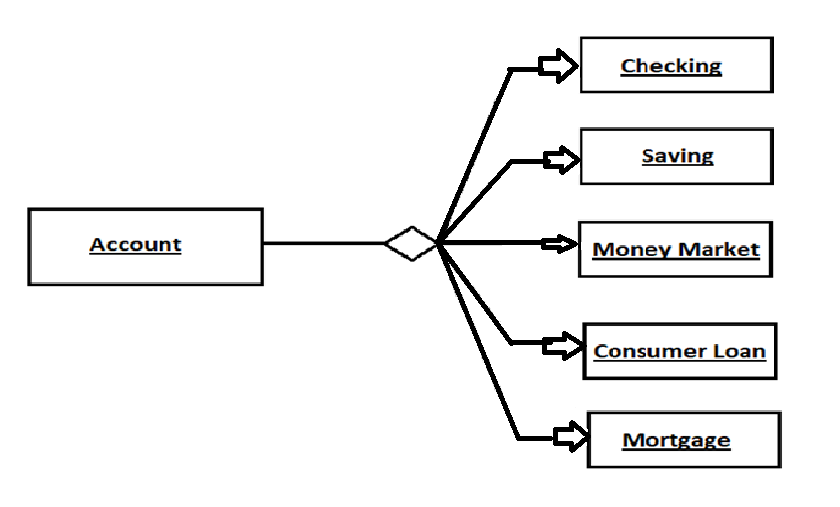 Checking
Saving
Account
Money Market
Consumer Loan
Mortgage